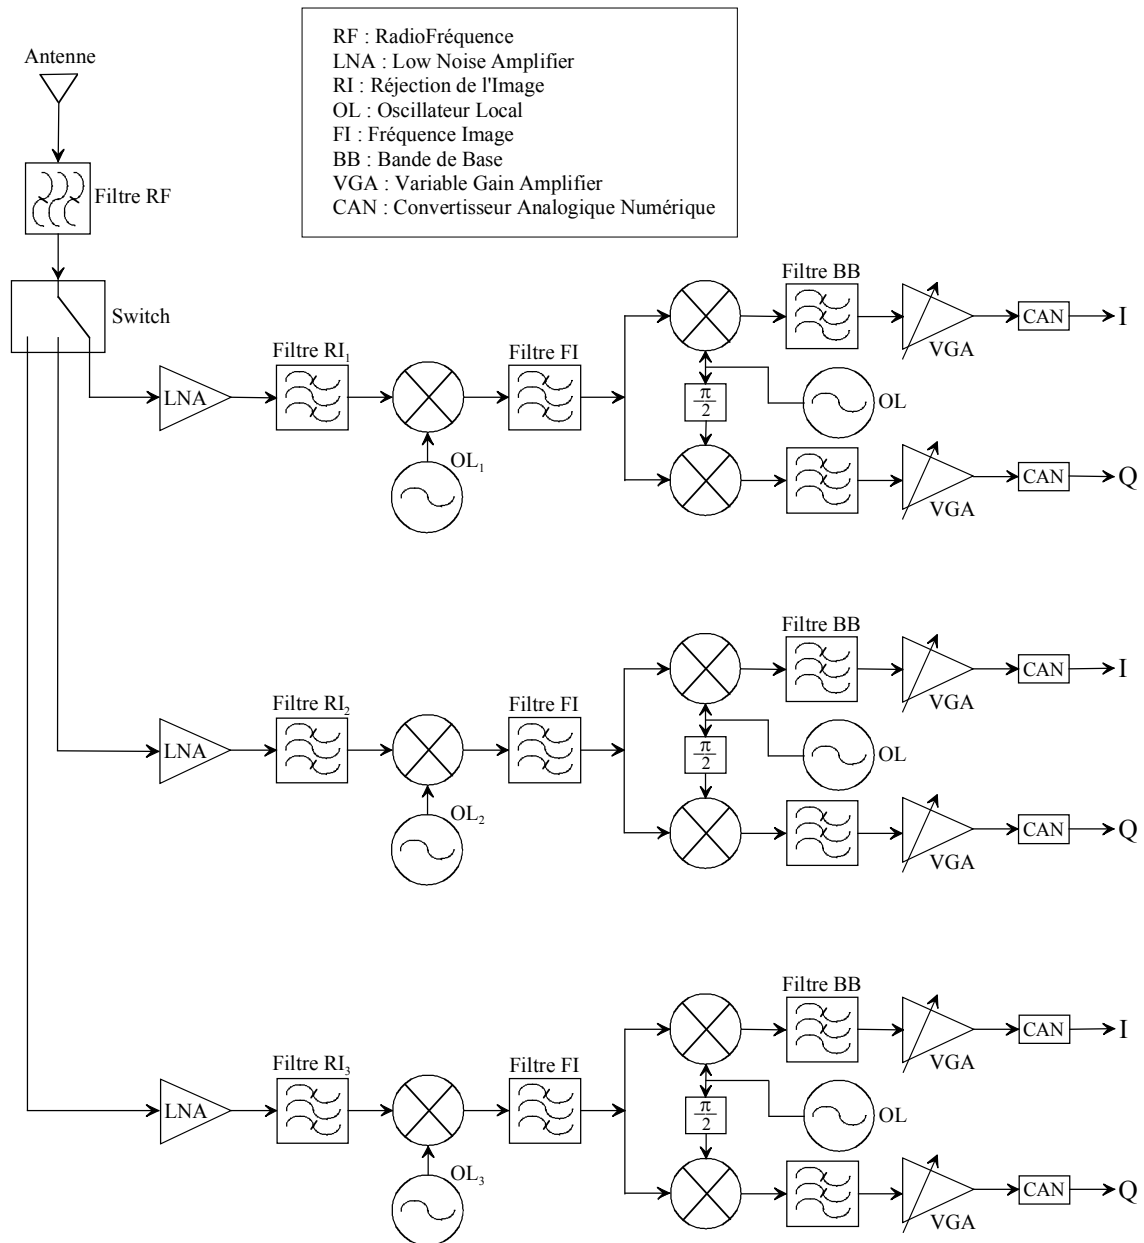 RF : RadioFréquence
LNA : Low Noise Amplifier
RI : Réjection de l'Image
OL : Oscillateur Local
FI : Fréquence Image
BB : Bande de Base
VGA : Variable Gain Amplifier
CAN : Convertisseur Analogique Numérique
Antenne
Filtre RF
Switch
LNA
Filtre RI1
OL1
Filtre FI
π/2
OL
Filtre BB
VGA
CAN
I
VGA
CAN
Q
LNA
Filtre RI2
OL2
Filtre FI
π/2
OL
Filtre BB
VGA
CAN
I
VGA
CAN
Q
LNA
Filtre RI3
OL3
Filtre FI
π/2
OL
Filtre BB
VGA
CAN
I
VGA
CAN
Q